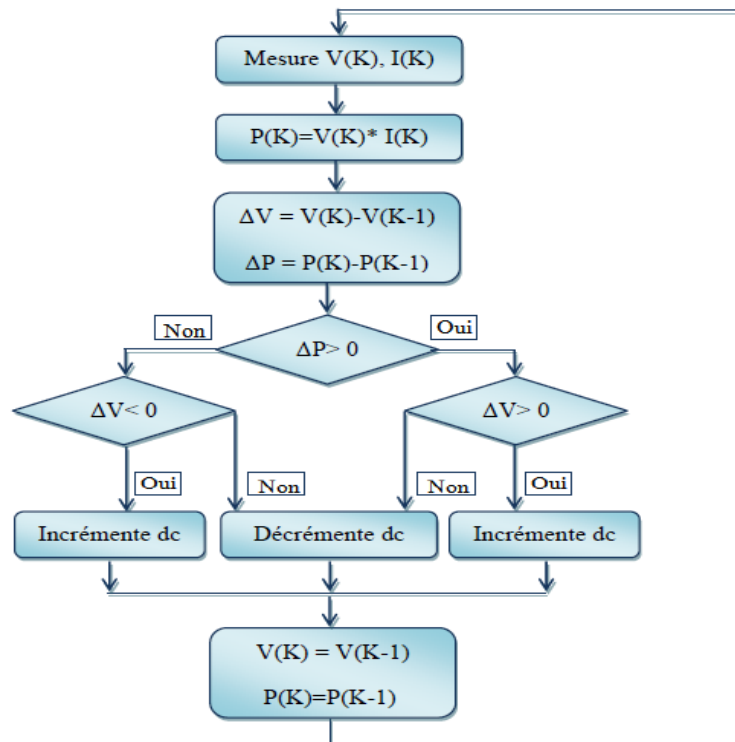 Mesure V(K), I(K)
P(K)=V(K)* I(K)
ΔV = V(K)-V(K-1)
ΔP = P(K)-P(K-1)
Non
Oui
ΔP> 0
ΔV< 0
ΔV> 0
Oui
Non
Non
Oui
Incrémente dc
Décrémente dc
Incrémente dc
V(K) = V(K-1)
P(K)=P(K-1)